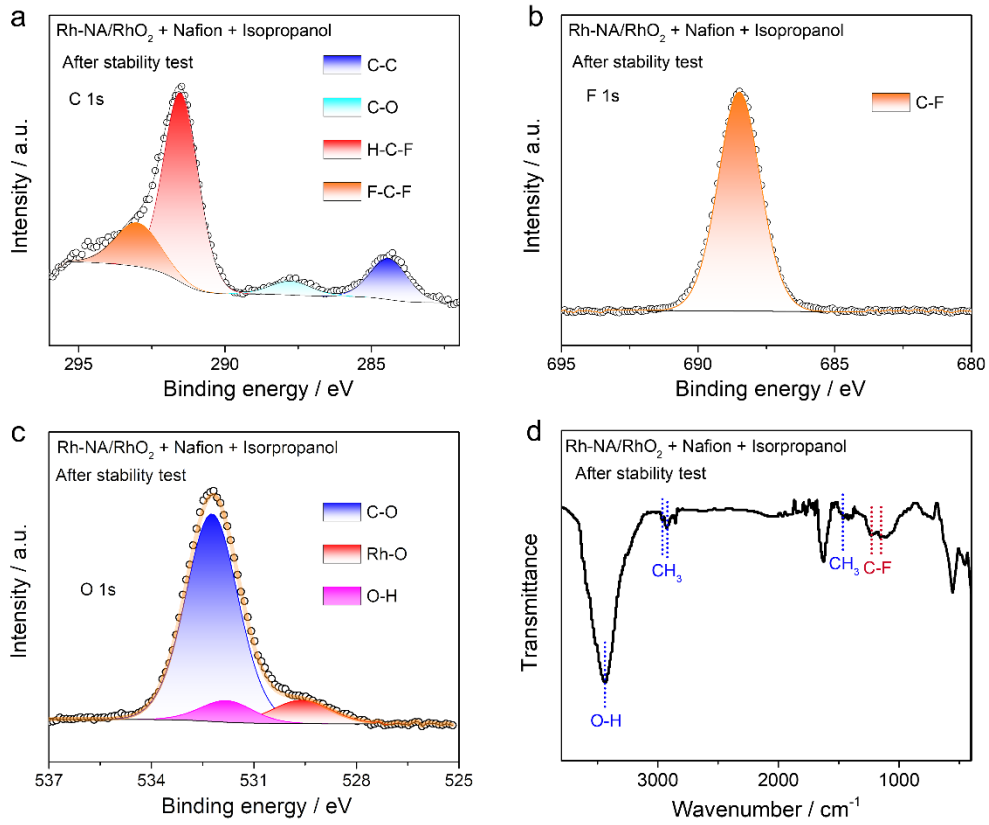 a
Rh-NA/RhO₂ + Nafion + Isopropanol
After stability test
C 1s
C-C
C-O
H-C-F
F-C-F
Intensity / a.u.
295
290
285
Binding energy / eV
b
Rh-NA/RhO₂ + Nafion + Isopropanol
After stability test
F 1s
C-F
Intensity / a.u.
695
690
685
680
Binding energy / eV
c
Rh-NA/RhO₂ + Nafion + Isorpropanol
After stability test
O 1s
C-O
Rh-O
O-H
Intensity / a.u.
537
534
531
528
525
Binding energy / eV
d
Rh-NA/RhO₂ + Nafion + Isopropanol
After stability test
CH₃
CH₃
C-F
O-H
Transmittance
3000
2000
1000
Wavenumber / cm⁻¹